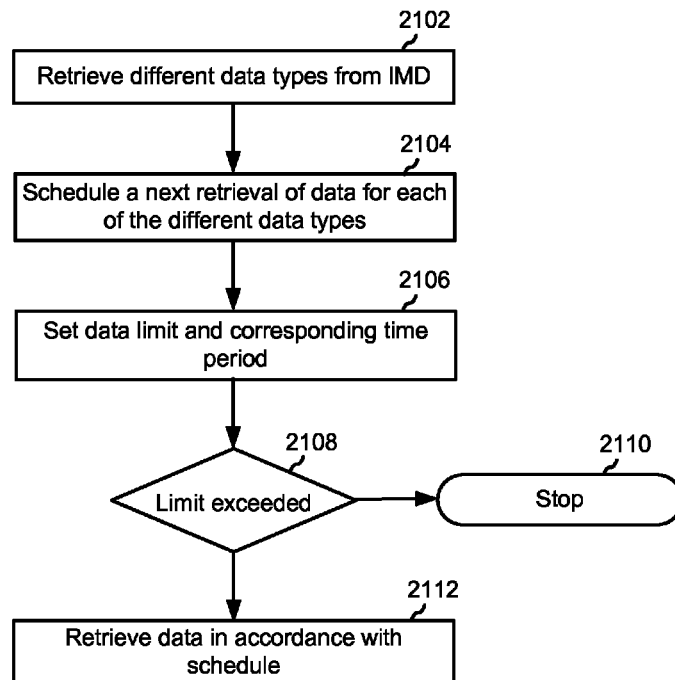 2102
Retrieve different data types from IMD
2104
Schedule a next retrieval of data for each
of the different data types
2106
Set data limit and corresponding time
period
2108
Limit exceeded
2110
Stop
2112
Retrieve data in accordance with
schedule